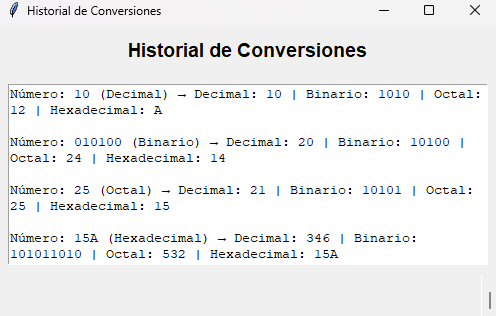 Historial de Conversiones
Historial de Conversiones
Número: 10 (Decimal) → Decimal: 10 | Binario: 1010 | Octal:
12 | Hexadecimal: A
Número: 010100 (Binario) → Decimal: 20 | Binario: 10100 |
Octal: 24 | Hexadecimal: 14
Número: 25 (Octal) → Decimal: 21 | Binario: 10101 | Octal:
25 | Hexadecimal: 15
Número: 15A (Hexadecimal) → Decimal: 346 | Binario:
101011010 | Octal: 532 | Hexadecimal: 15A